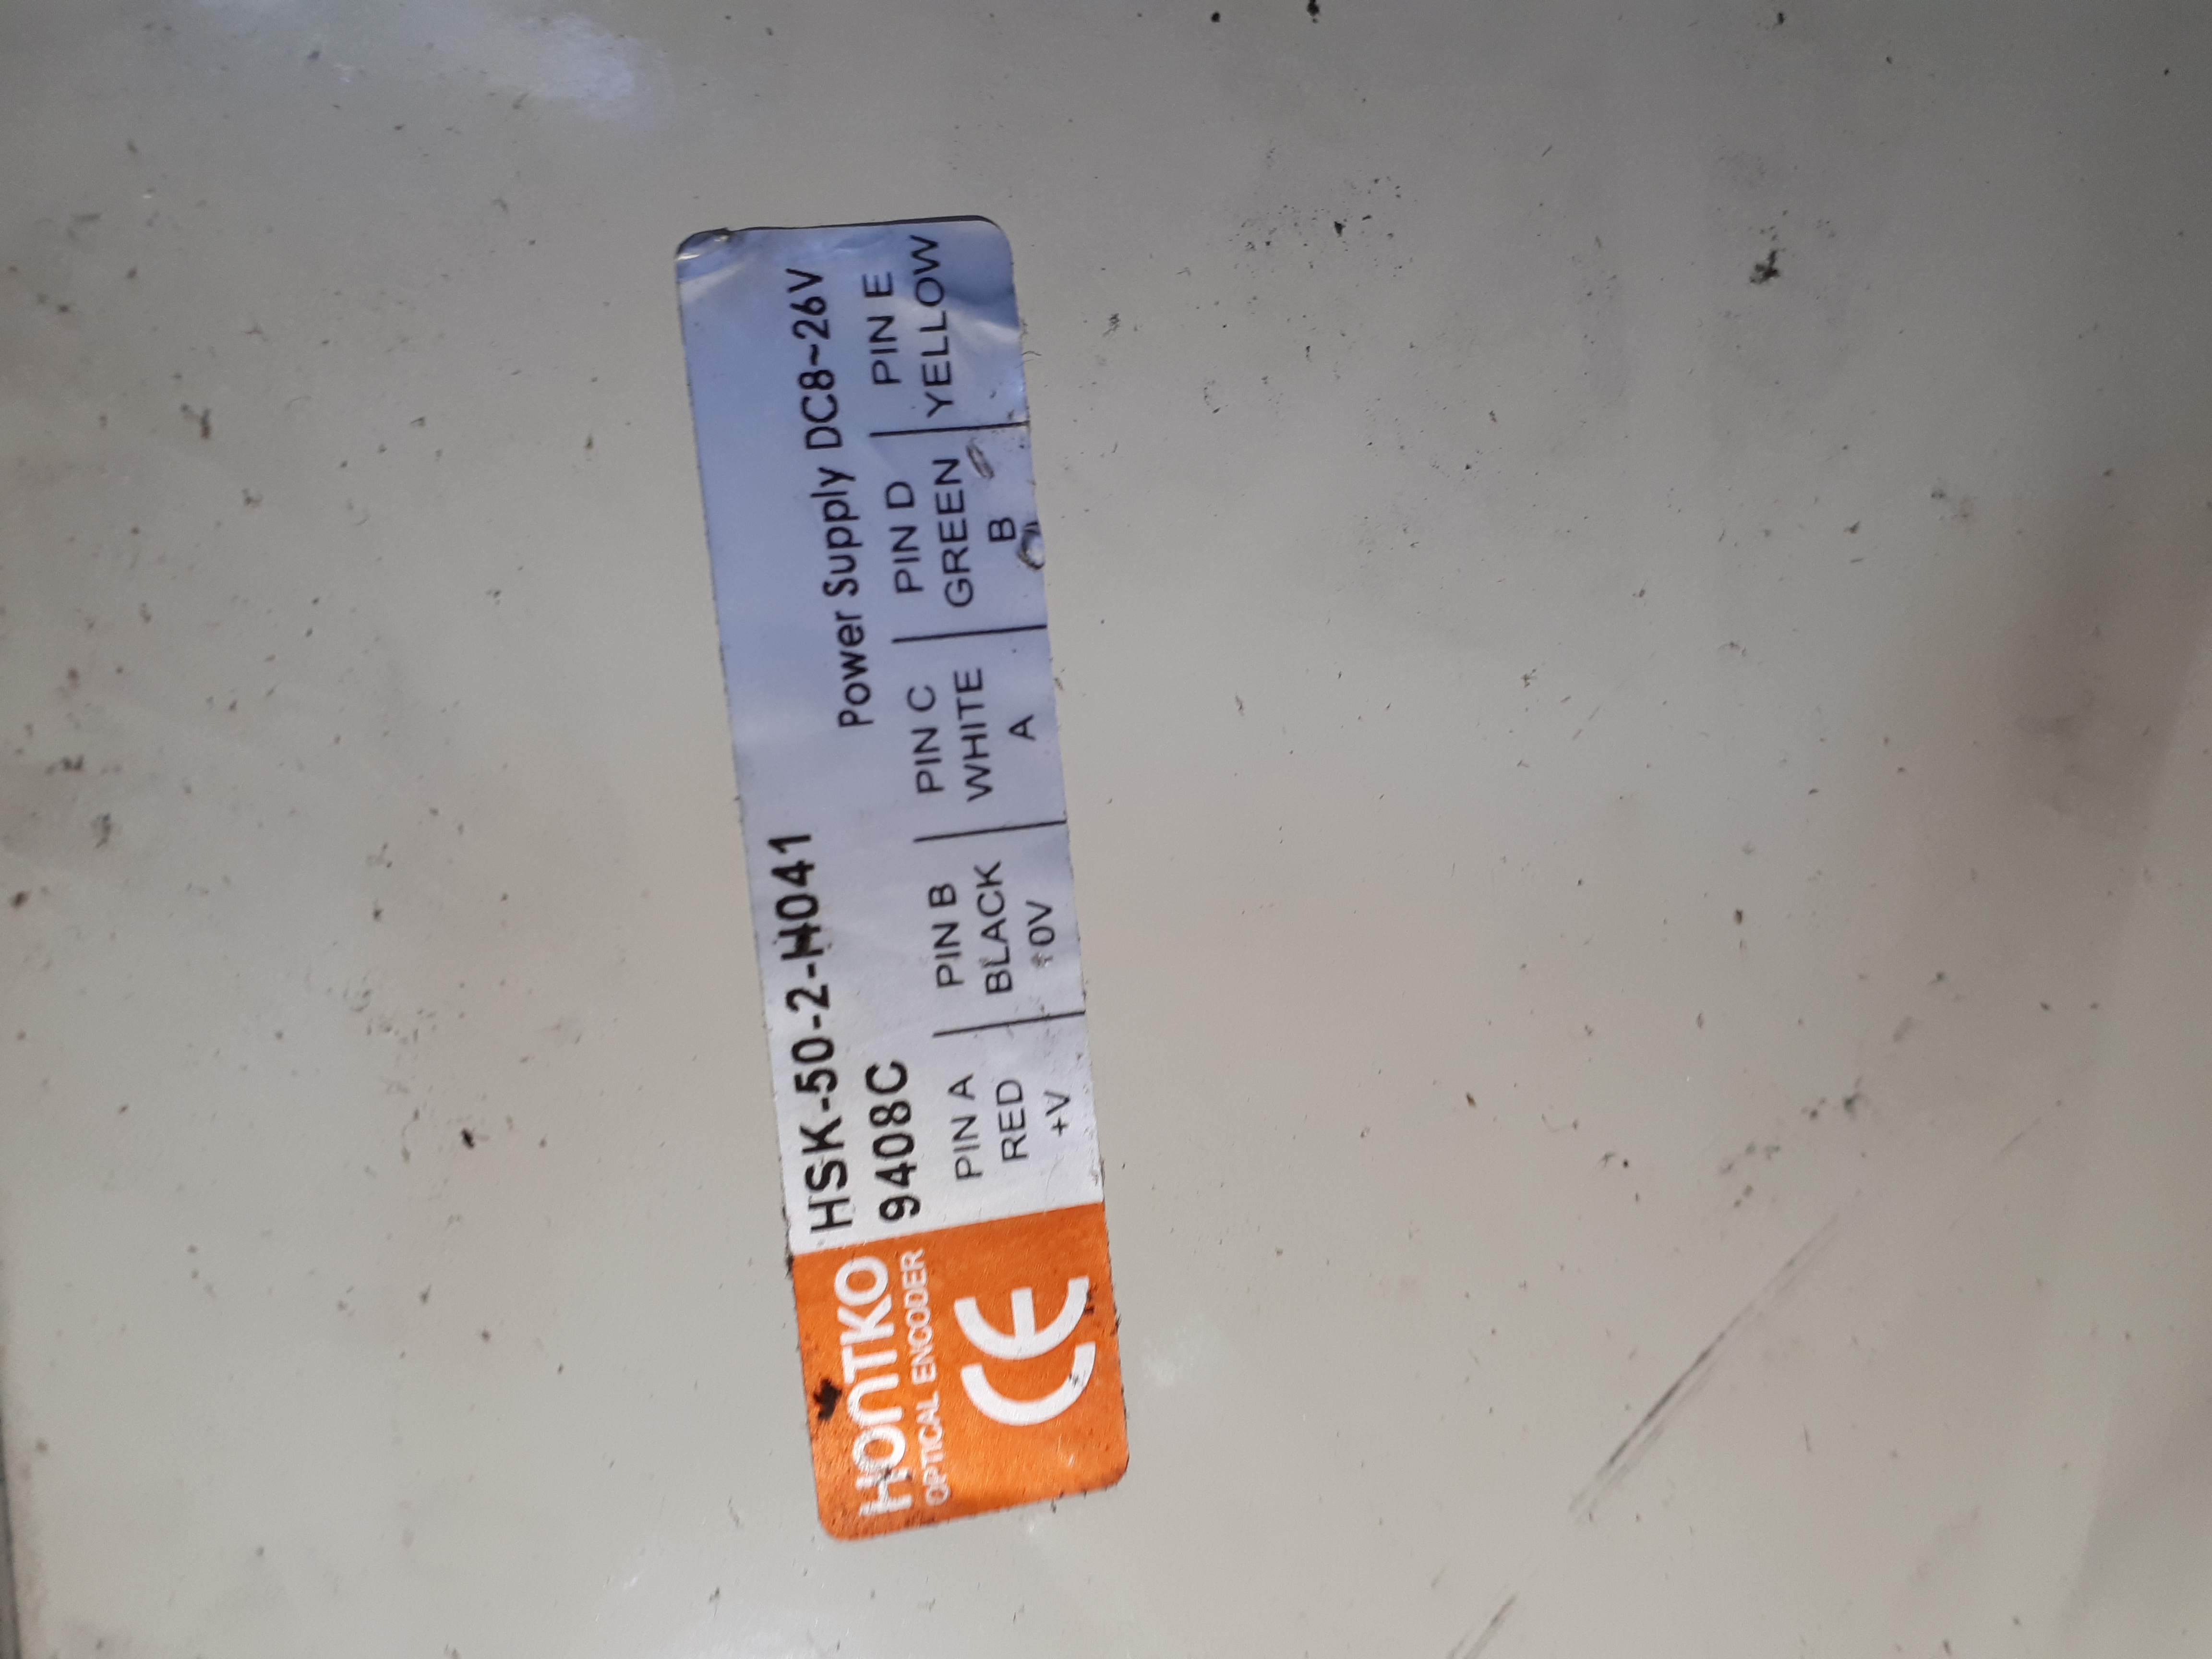 HONTKO
OPTICAL ENCODER
CE
HSK-50-2-H041
9408C
Power Supply DC8~26V
PIN A PIN B PIN C PIN D PIN E
RED BLACK WHITE GREEN YELLOW
+V 0V A B